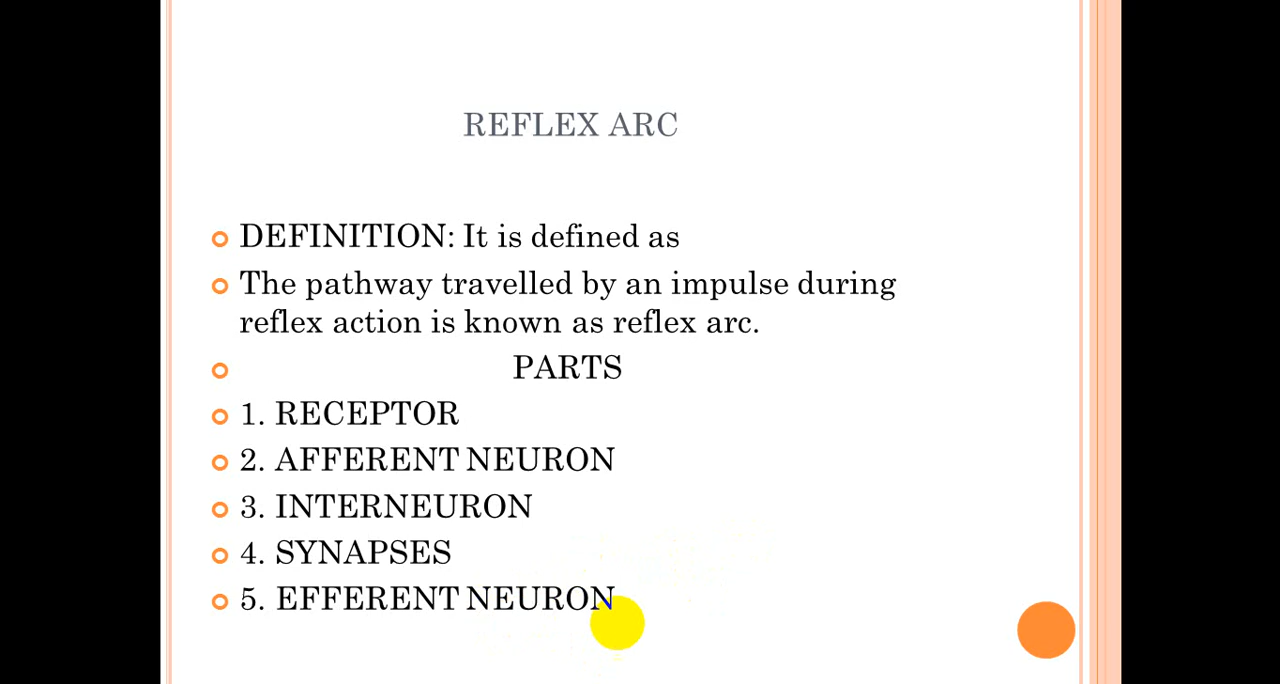 REFLEX ARC
DEFINITION: It is defined as
The pathway travelled by an impulse during
reflex action is known as reflex arc.
PARTS
1. RECEPTOR
2. AFFERENT NEURON
3. INTERNEURON
4. SYNAPSES
5. EFFERENT NEURON